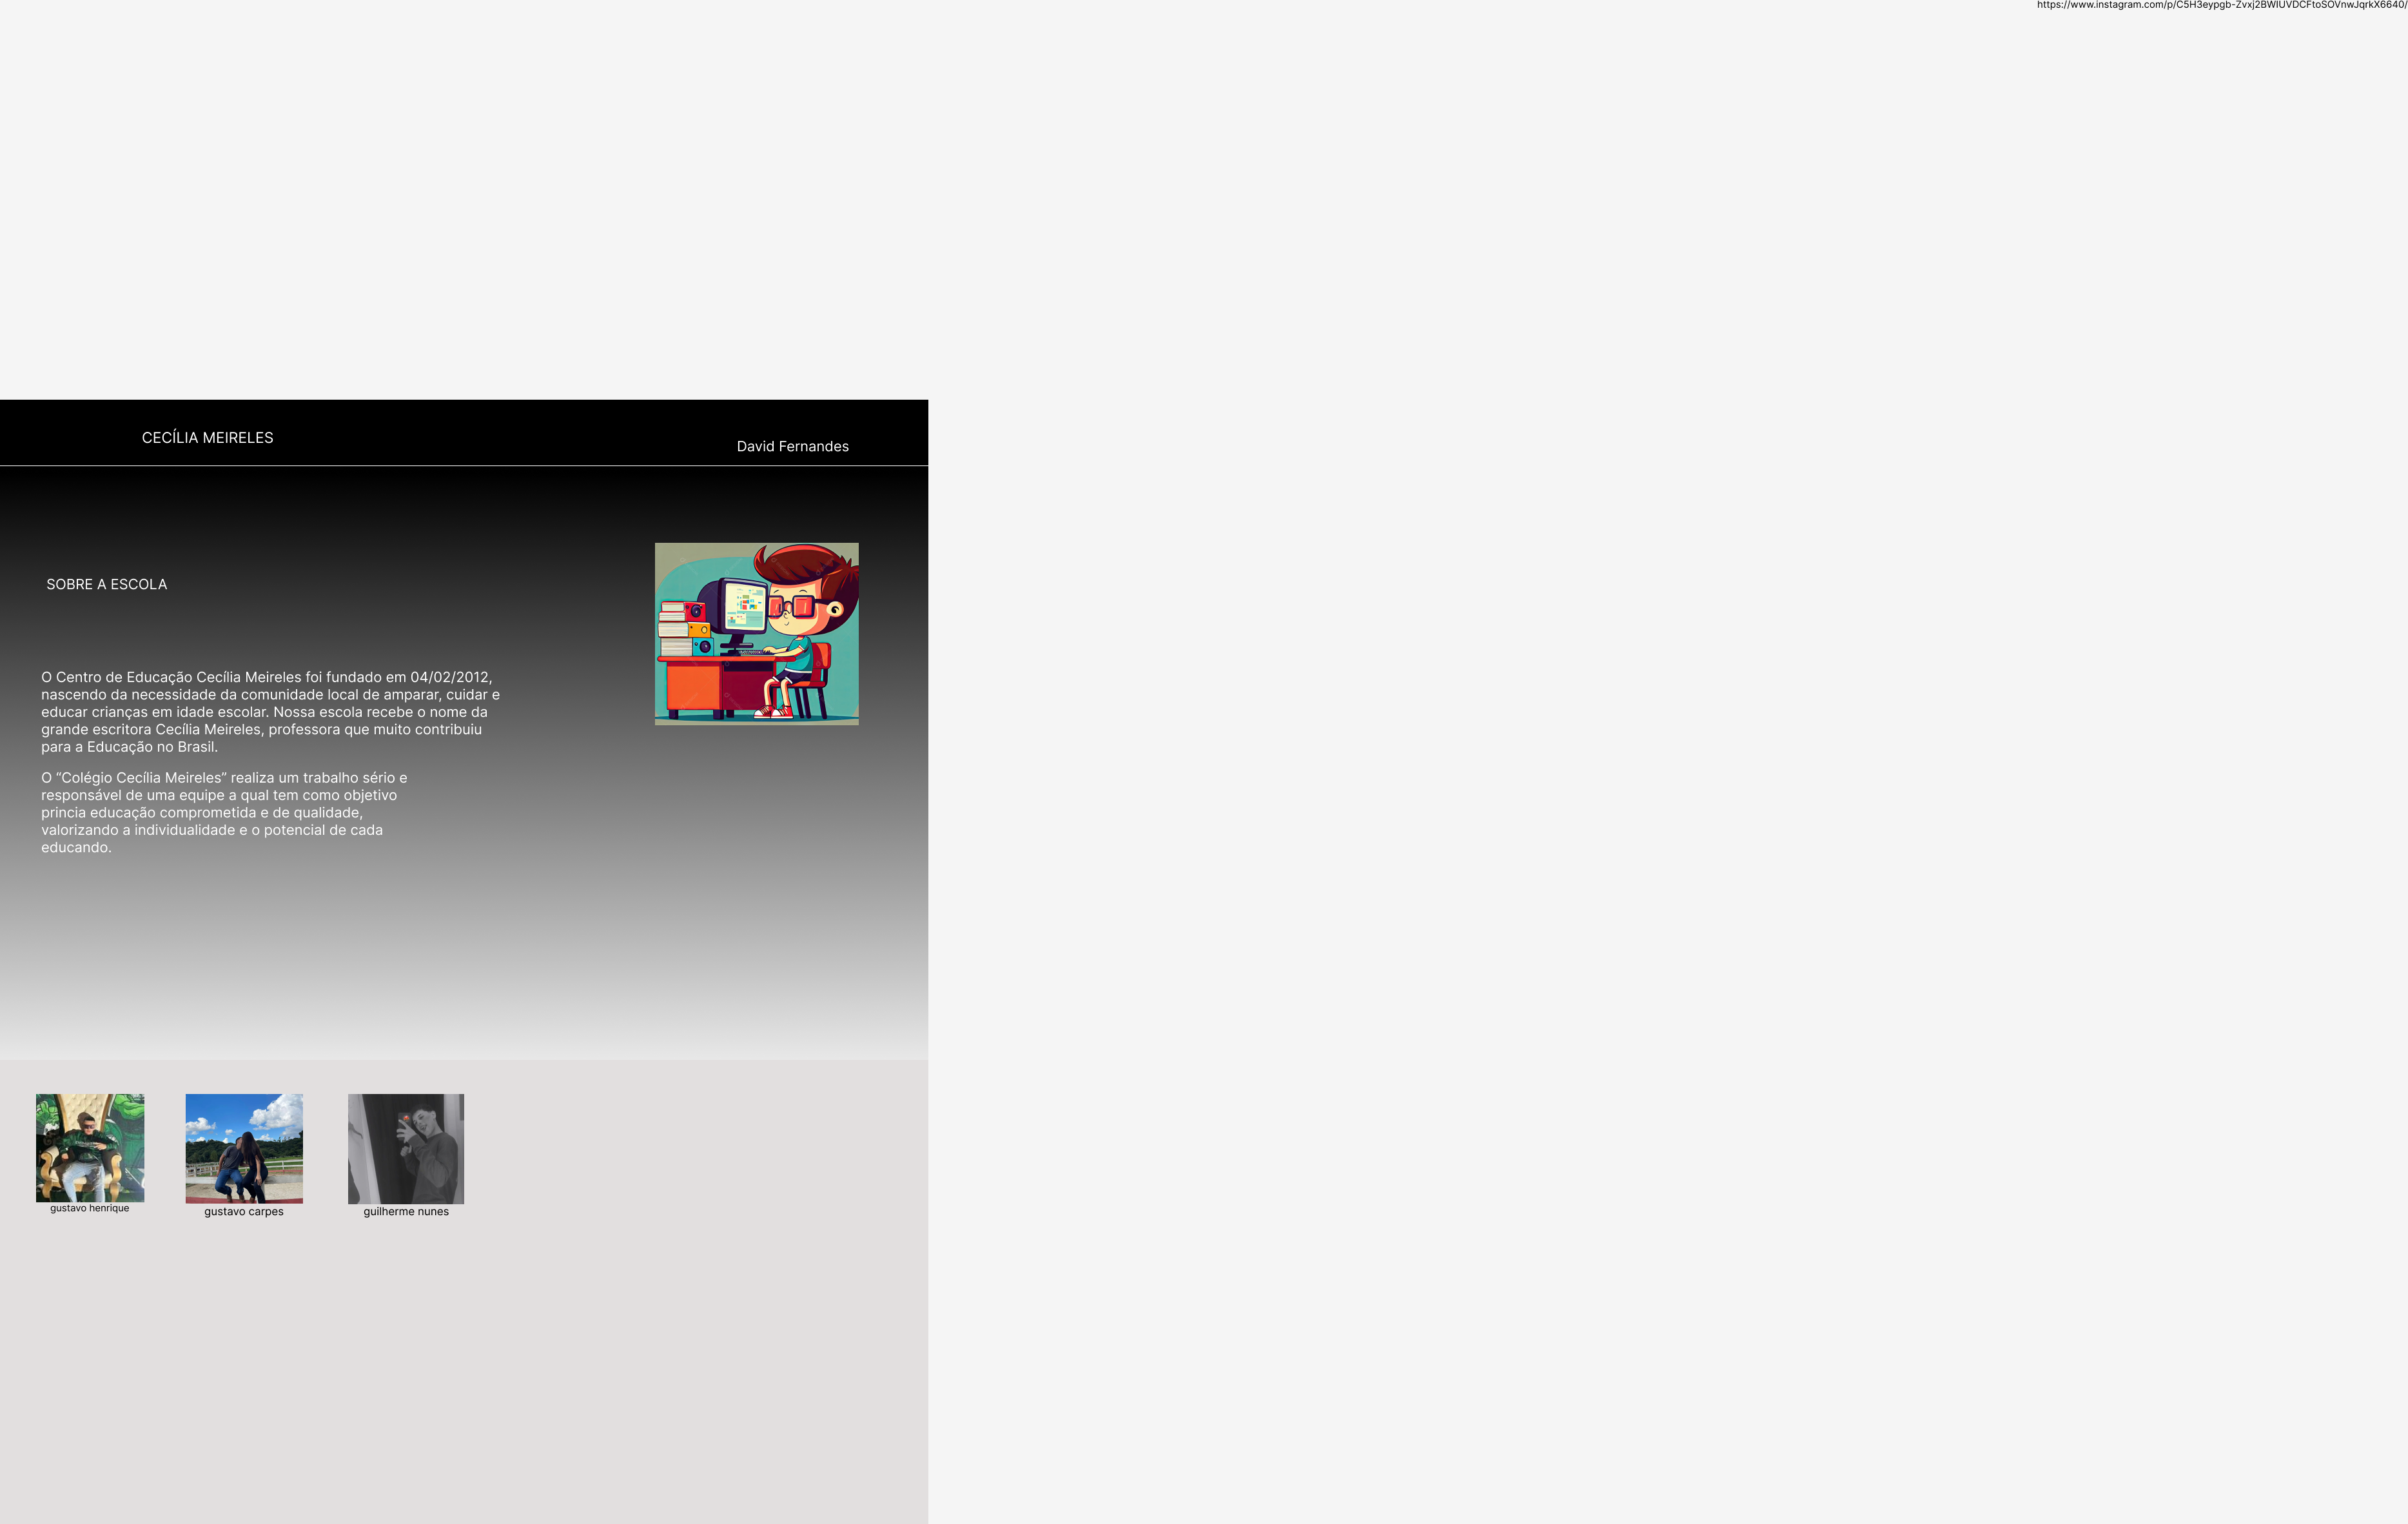 https://www.instagram.com/p/C5H3eypgb-Zvxj2BWIUVDCFtoSOVnwJqrkX6640/
CECÍLIA MEIRELES
David Fernandes
SOBRE A ESCOLA
O Centro de Educação Cecília Meireles foi fundado em 04/02/2012,
nascendo da necessidade da comunidade local de amparar, cuidar e
educar crianças em idade escolar. Nossa escola recebe o nome da
grande escritora Cecília Meireles, professora que muito contribuiu
para a Educação no Brasil.
O “Colégio Cecília Meireles” realiza um trabalho sério e
responsável de uma equipe a qual tem como objetivo
princia educação comprometida e de qualidade,
valorizando a individualidade e o potencial de cada
educando.
gustavo henrique
gustavo carpes
guilherme nunes